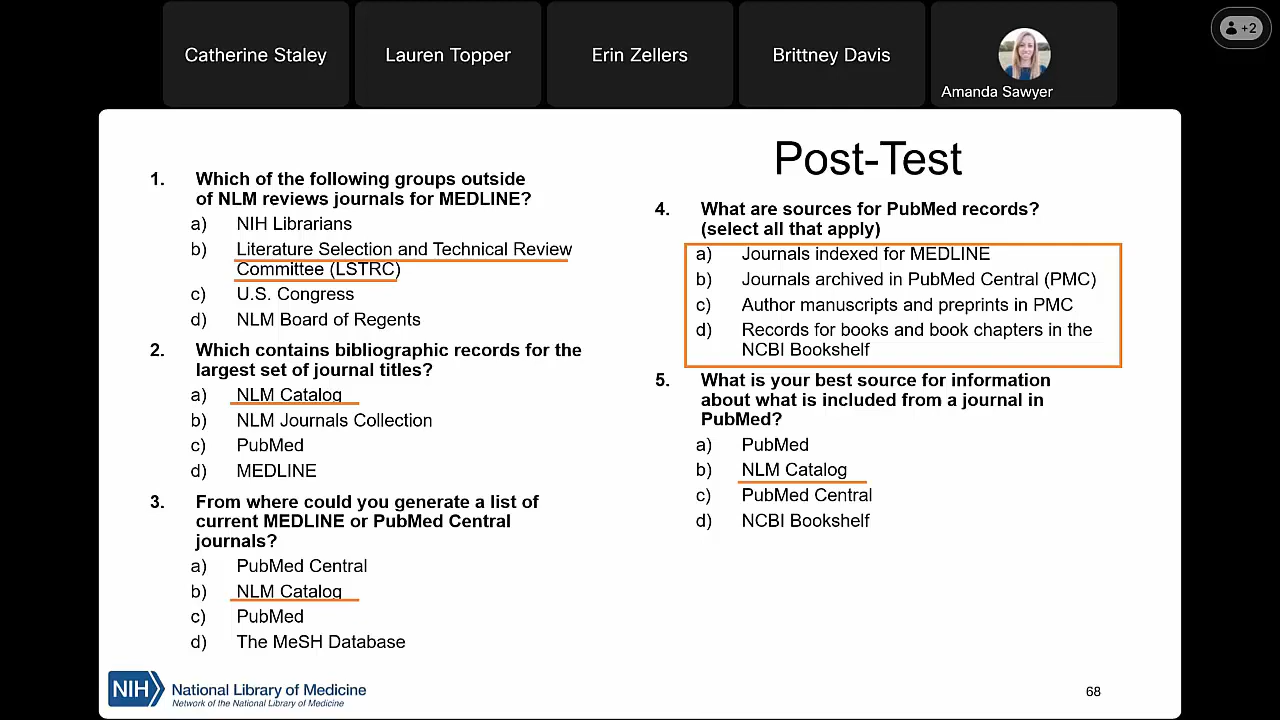 Catherine Staley
Lauren Topper
Erin Zellers
Brittney Davis
Amanda Sawyer
+2
Post-Test
1. Which of the following groups outside
of NLM reviews journals for MEDLINE?
a) NIH Librarians
b) Literature Selection and Technical Review
Committee (LSTRC)
c) U.S. Congress
d) NLM Board of Regents
2. Which contains bibliographic records for the
largest set of journal titles?
a) NLM Catalog
b) NLM Journals Collection
c) PubMed
d) MEDLINE
3. From where could you generate a list of
current MEDLINE or PubMed Central
journals?
a) PubMed Central
b) NLM Catalog
c) PubMed
d) The MeSH Database
4. What are sources for PubMed records?
(select all that apply)
a) Journals indexed for MEDLINE
b) Journals archived in PubMed Central (PMC)
c) Author manuscripts and preprints in PMC
d) Records for books and book chapters in the
NCBI Bookshelf
5. What is your best source for information
about what is included from a journal in
PubMed?
a) PubMed
b) NLM Catalog
c) PubMed Central
d) NCBI Bookshelf
NIH National Library of Medicine
Network of the National Library of Medicine
68